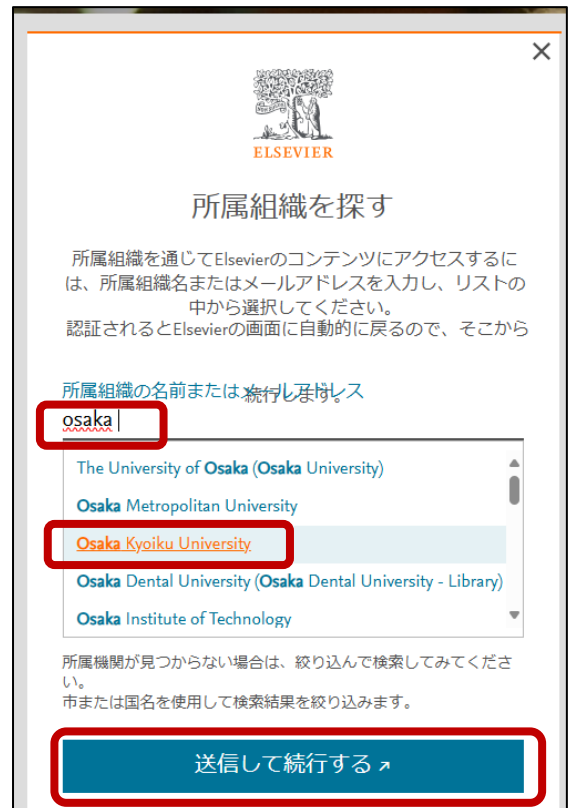 ELSEVIER
所属組織を探す
所属組織を通じてElsevierのコンテンツにアクセスするに
は、所属組織名またはメールアドレスを入力し、リストの
中から選択してください。
認証されるとElsevierの画面に自動的に戻るので、そこから
続行します。
所属組織の名前またはメールアドレス
osaka
The University of Osaka (Osaka University)
Osaka Metropolitan University
Osaka Kyoiku University
Osaka Dental University (Osaka Dental University - Library)
Osaka Institute of Technology
所属機関が見つからない場合は、絞り込んで検索してみてくださ
い。
市または国名を使用して検索結果を絞り込みます。
送信して続行する↗